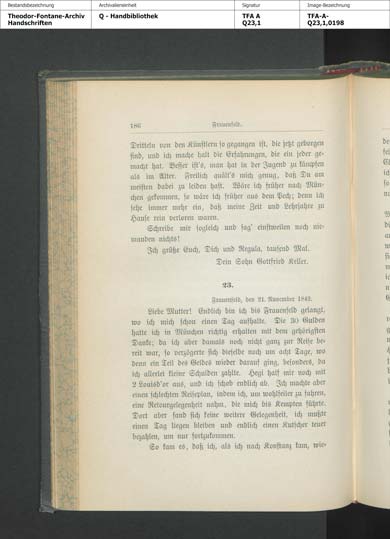 Bestandsbezeichnung
Theodor-Fontane-Archiv
Handschriften
Archivalieneinheit
Q - Handbibliothek
Signatur
TFA A
Q23,1
Image-Bezeichnung
TFA-A-
Q23,1,0198
186 Frauenfeld.
Dritteln von den Künstlern so gegangen ist, die jetzt geborgen
sind, und ich mache halt die Erfahrungen, die ein jeder ge-
macht hat. Besser ist's, man hat in der Jugend zu kämpfen
als im Alter. Freilich quält's mich genug, daß Du am
meisten dabei zu leiden hast. Wäre ich früher nach Mün-
chen gekommen, so wäre ich früher aus dem Pech; denn ich
sehe immer mehr ein, daß meine Zeit und Lehrjahre zu
Hause rein verloren waren.
Schreibe mir sogleich und sag' einstweilen noch nie-
manden nichts!
Ich grüße Euch, Dich und Regula, tausend Mal.
Dein Sohn Gottfried Keller.
23.
Frauenfeld, den 21. November 1842.
Liebe Mutter! Endlich bin ich bis Frauenfeld gelangt,
wo ich mich schon einen Tag aufhalte. Die 30 Gulden
hatte ich in München richtig erhalten mit dem gehörigsten
Danke; da ich aber damals noch nicht ganz zur Reise be-
reit war, so verzögerte sich dieselbe noch um acht Tage, wo
denn ein Teil des Geldes wieder darauf ging, besonders, da
ich allerlei kleine Schulden zahlte. Hegi half mir noch mit
2 Louisd'or aus, und ich schob endlich ab. Ich machte aber
einen schlechten Reiseplan, indem ich, um wohlfeiler zu fahren,
eine Retourgelegenheit nahm, die mich bis Kempten führte.
Dort aber fand sich keine weitere Gelegenheit, ich mußte
einen Tag liegen bleiben und endlich einen Kutscher teuer
bezahlen, um nur fortzukommen.
So kam es, daß ich, als ich nach Konstanz kam, wie-